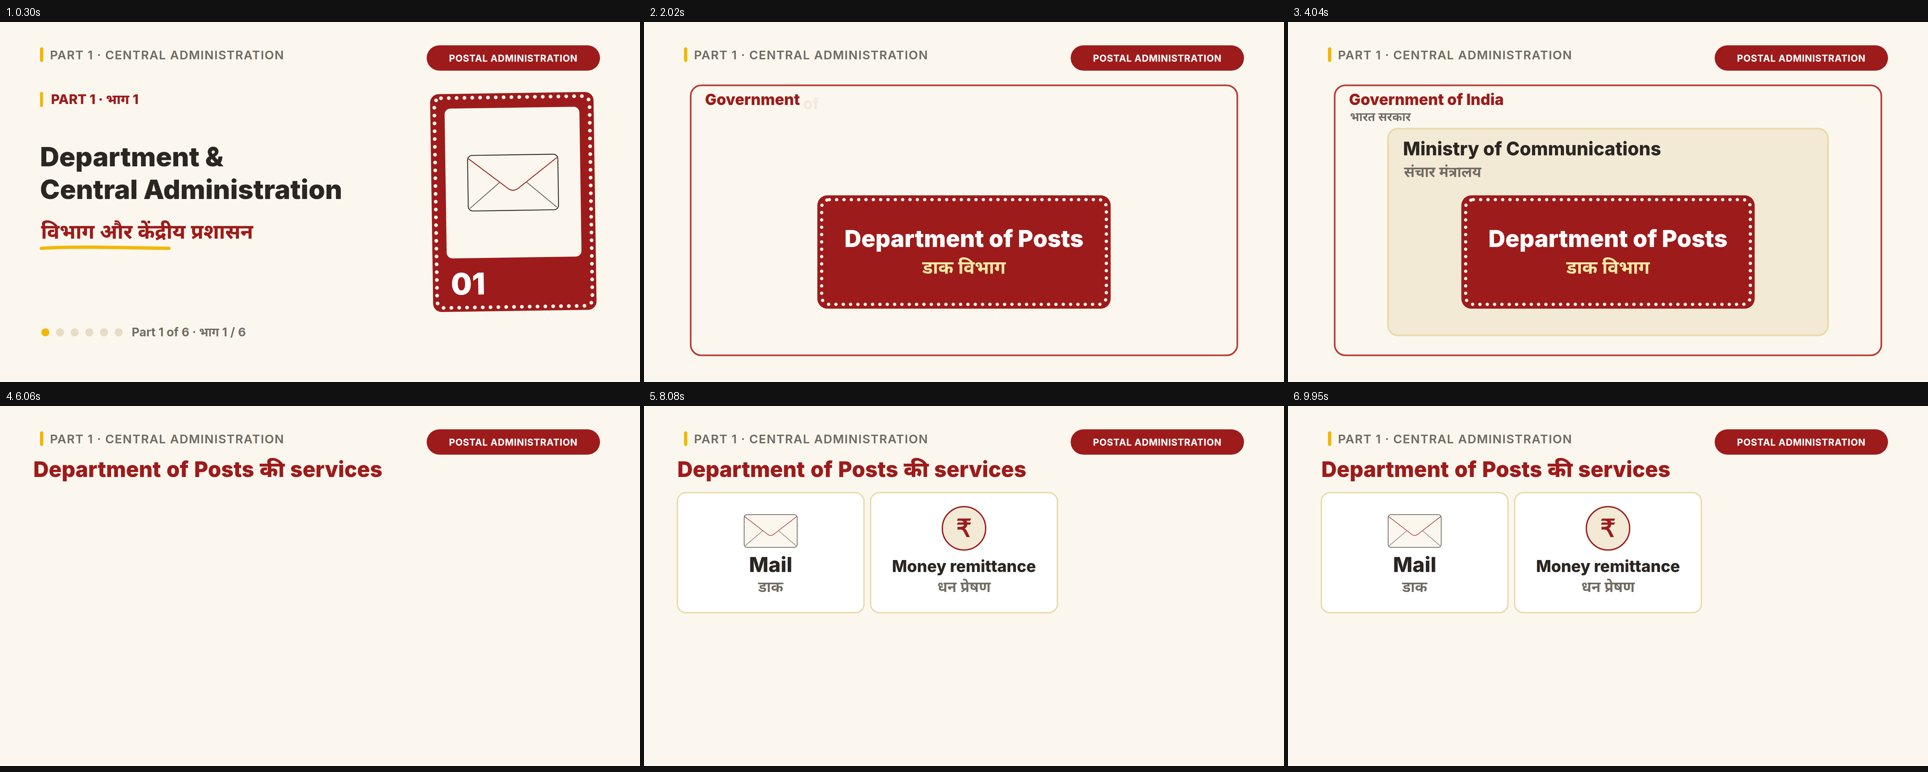 1. 0.30s
PART 1 · CENTRAL ADMINISTRATION
POSTAL ADMINISTRATION
PART 1 · भाग 1
Department &
Central Administration
विभाग और केंद्रीय प्रशासन
01
Part 1 of 6 · भाग 1 / 6
2. 2.02s
PART 1 · CENTRAL ADMINISTRATION
POSTAL ADMINISTRATION
Government of
Department of Posts
डाक विभाग
3. 4.04s
PART 1 · CENTRAL ADMINISTRATION
POSTAL ADMINISTRATION
Government of India
भारत सरकार
Ministry of Communications
संचार मंत्रालय
Department of Posts
डाक विभाग
4. 6.06s
PART 1 · CENTRAL ADMINISTRATION
POSTAL ADMINISTRATION
Department of Posts की services
5. 8.08s
PART 1 · CENTRAL ADMINISTRATION
POSTAL ADMINISTRATION
Department of Posts की services
₹
Mail
डाक
Money remittance
धन प्रेषण
6. 9.95s
PART 1 · CENTRAL ADMINISTRATION
POSTAL ADMINISTRATION
Department of Posts की services
₹
Mail
डाक
Money remittance
धन प्रेषण